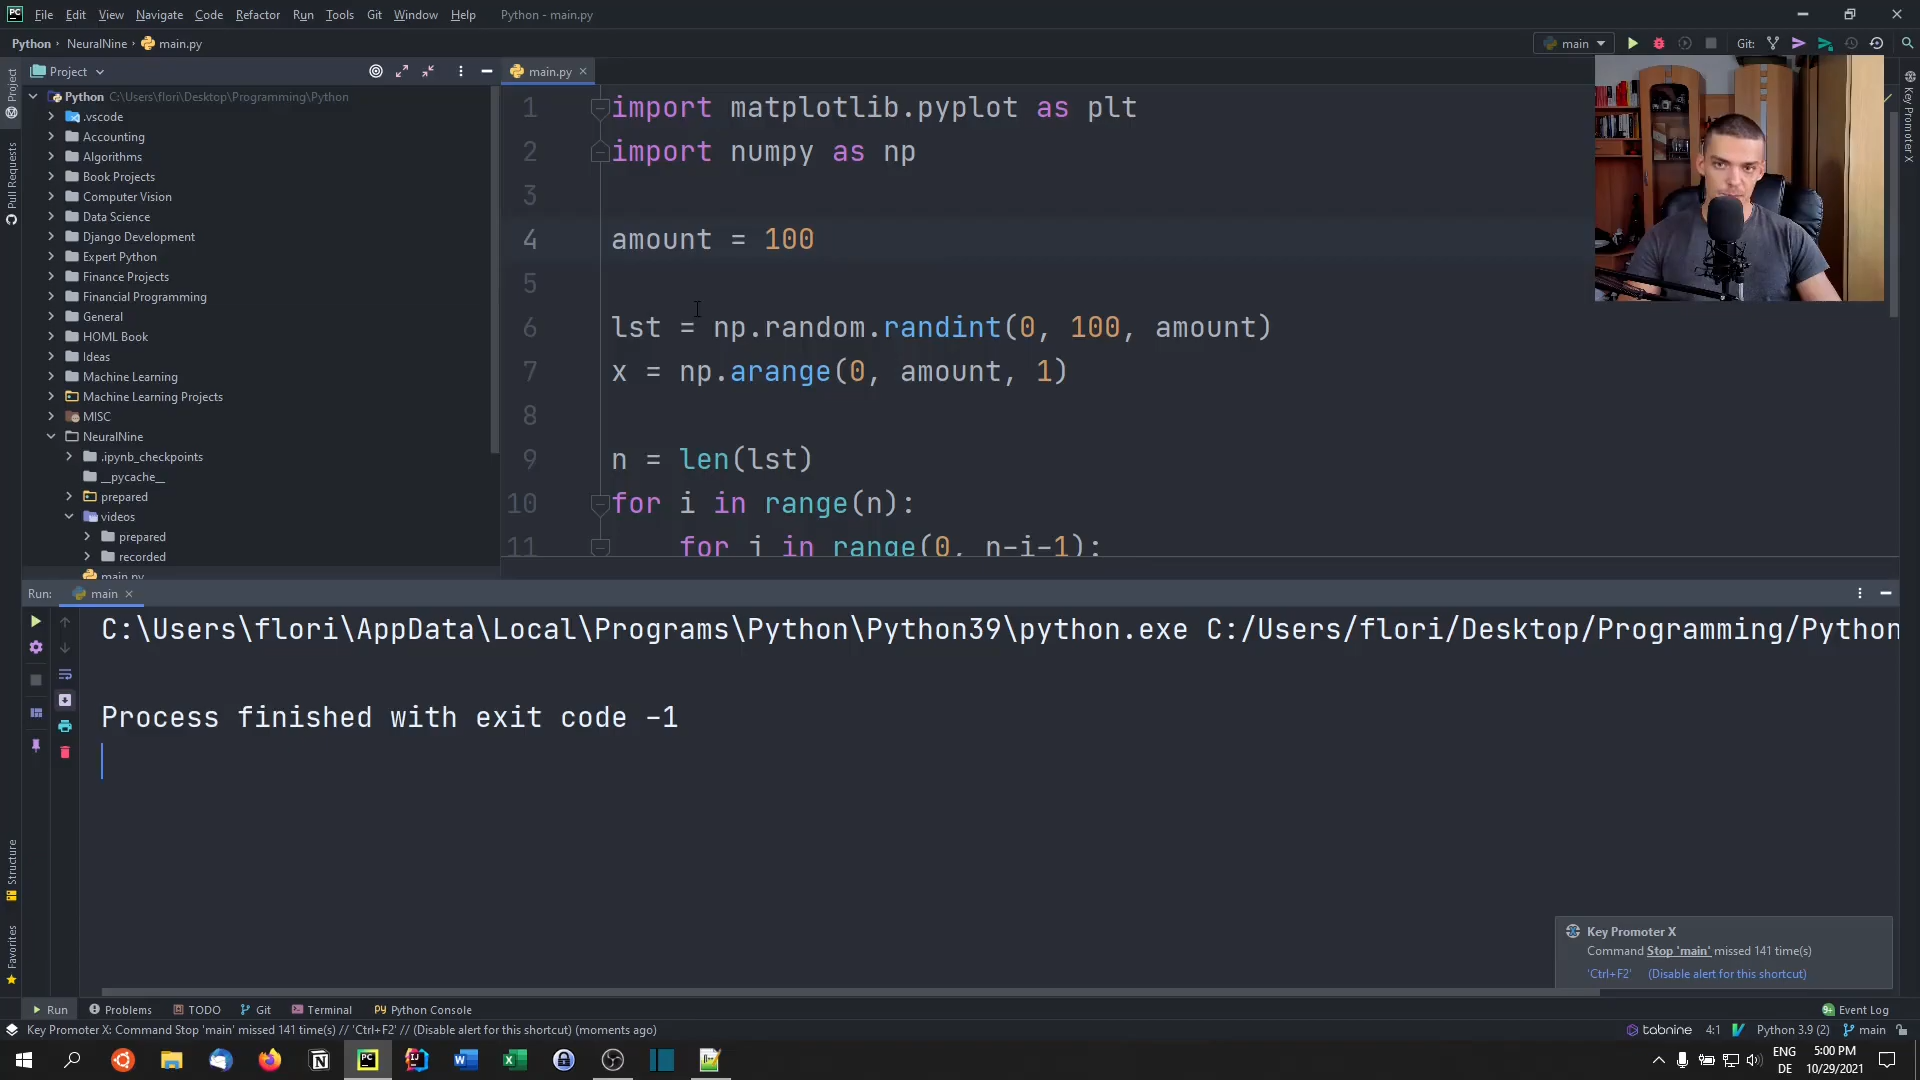 File Edit View Navigate Code Refactor Run Tools Git Window Help Python - main.py
Python › NeuralNine › main.py
main
Git:
Project
main.py
Python C:\Users\flori\Desktop\Programming\Python
.vscode
Accounting
Algorithms
Book Projects
Computer Vision
Data Science
Django Development
Expert Python
Finance Projects
Financial Programming
General
HOML Book
Ideas
Machine Learning
Machine Learning Projects
MISC
NeuralNine
.ipynb_checkpoints
__pycache__
prepared
videos
prepared
recorded
main.py
Project
Pull Requests
Structure
Favorites
Key Promoter X
1 import matplotlib.pyplot as plt
2 import numpy as np
3
4 amount = 100
5
6 lst = np.random.randint(0, 100, amount)
7 x = np.arange(0, amount, 1)
8
9 n = len(lst)
10 for i in range(n):
11 for j in range(0, n-i-1):
Run: main
C:\Users\flori\AppData\Local\Programs\Python\Python39\python.exe C:/Users/flori/Desktop/Programming/Python
Process finished with exit code -1
Key Promoter X
Command Stop 'main' missed 141 time(s)
'Ctrl+F2' (Disable alert for this shortcut)
Run Problems TODO Git Terminal Python Console
Event Log
Key Promoter X: Command Stop 'main' missed 141 time(s) // 'Ctrl+F2' // (Disable alert for this shortcut) (moments ago)
tabnine 4:1 Python 3.9 (2) main
ENG
DE
5:00 PM
10/29/2021